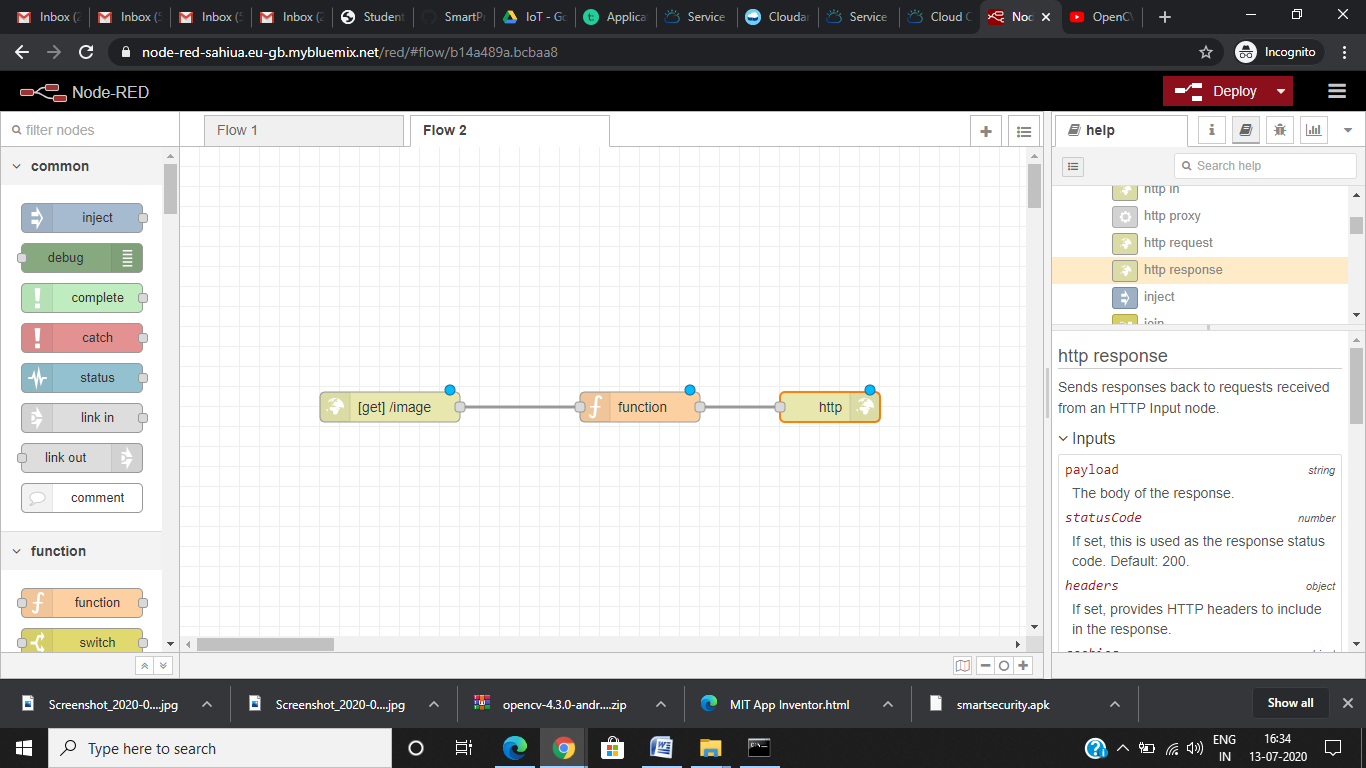 Inbox (2
Inbox (5
Inbox (5
Inbox (2
Student
SmartPr
IoT - Go
Applica
Service
Cloudan
Service
Cloud C
Nod
OpenCV
node-red-sahiua.eu-gb.mybluemix.net/red/#flow/b14a489a.bcbaa8
Incognito
Node-RED
Deploy
filter nodes
Flow 1
Flow 2
help
i
common
Search help
inject
debug
complete
catch
status
link in
link out
comment
function
function
switch
[get] /image
function
http
http in
http proxy
http request
http response
inject
join
http response
Sends responses back to requests received
from an HTTP Input node.
Inputs
payload string
The body of the response.
statusCode number
If set, this is used as the response status
code. Default: 200.
headers object
If set, provides HTTP headers to include
in the response.
Screenshot_2020-0....jpg
Screenshot_2020-0....jpg
opencv-4.3.0-andr....zip
MIT App Inventor.html
smartsecurity.apk
Show all
Type here to search
ENG
IN
16:34
13-07-2020